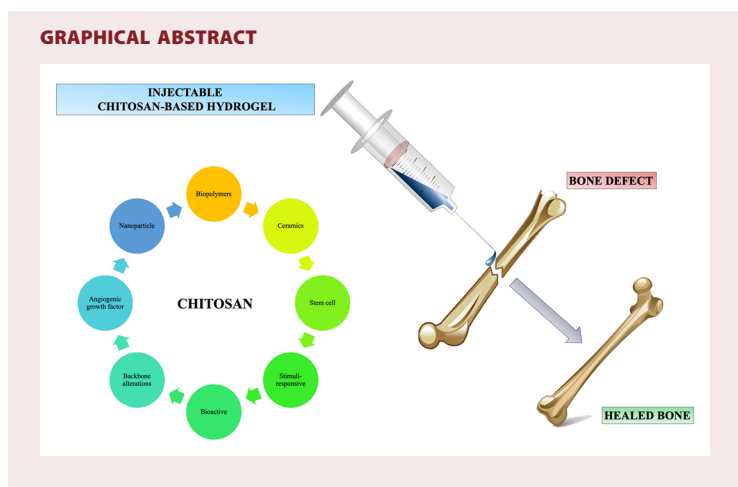 GRAPHICAL ABSTRACT
INJECTABLE
CHITOSAN-BASED HYDROGEL
Biopolymers
Ceramics
Stem cell
Stimuli-
responsive
Bioactive
Backbone
alterations
Angiogenic
growth factor
Nanoparticle
CHITOSAN
BONE DEFECT
HEALED BONE